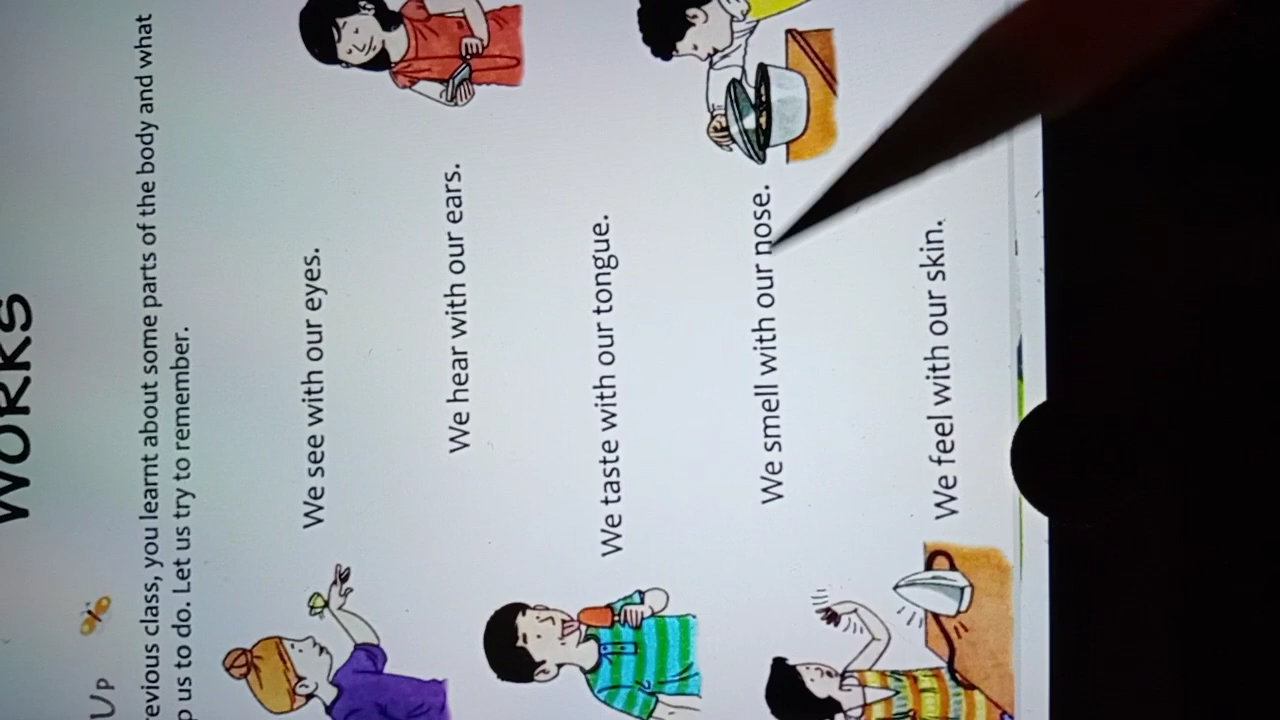 WORKS
Up
revious class, you learnt about some parts of the body and what
p us to do. Let us try to remember.
We see with our eyes.
We hear with our ears.
We taste with our tongue.
We smell with our nose.
We feel with our skin.